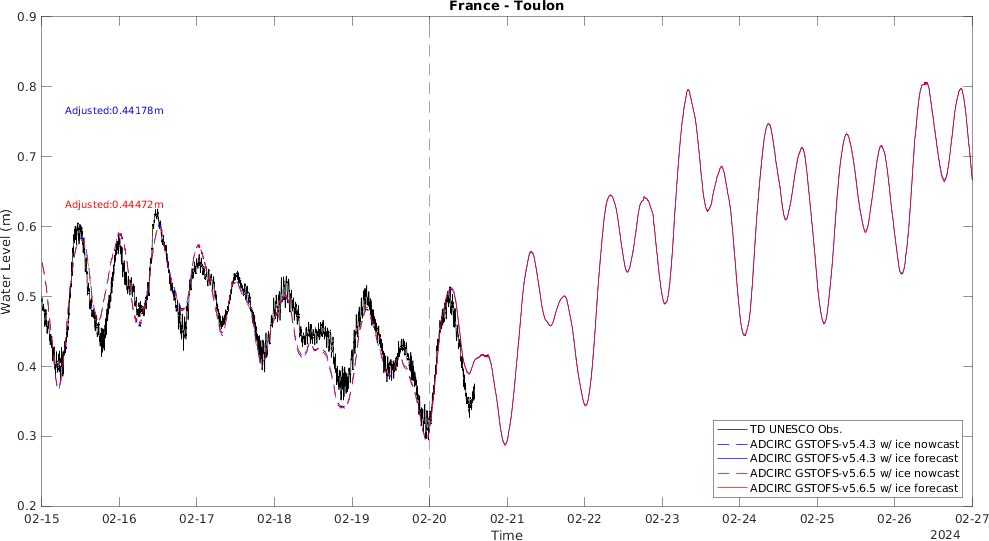 France - Toulon
Water Level (m)
0.9
0.8
0.7
0.6
0.5
0.4
0.3
0.2
Adjusted:0.44178m
Adjusted:0.44472m
TD UNESCO Obs.
ADCIRC GSTOFS-v5.4.3 w/ ice nowcast
ADCIRC GSTOFS-v5.4.3 w/ ice forecast
ADCIRC GSTOFS-v5.6.5 w/ ice nowcast
ADCIRC GSTOFS-v5.6.5 w/ ice forecast
02-15 02-16 02-17 02-18 02-19 02-20 02-21 02-22 02-23 02-24 02-25 02-26 02-27
Time
2024